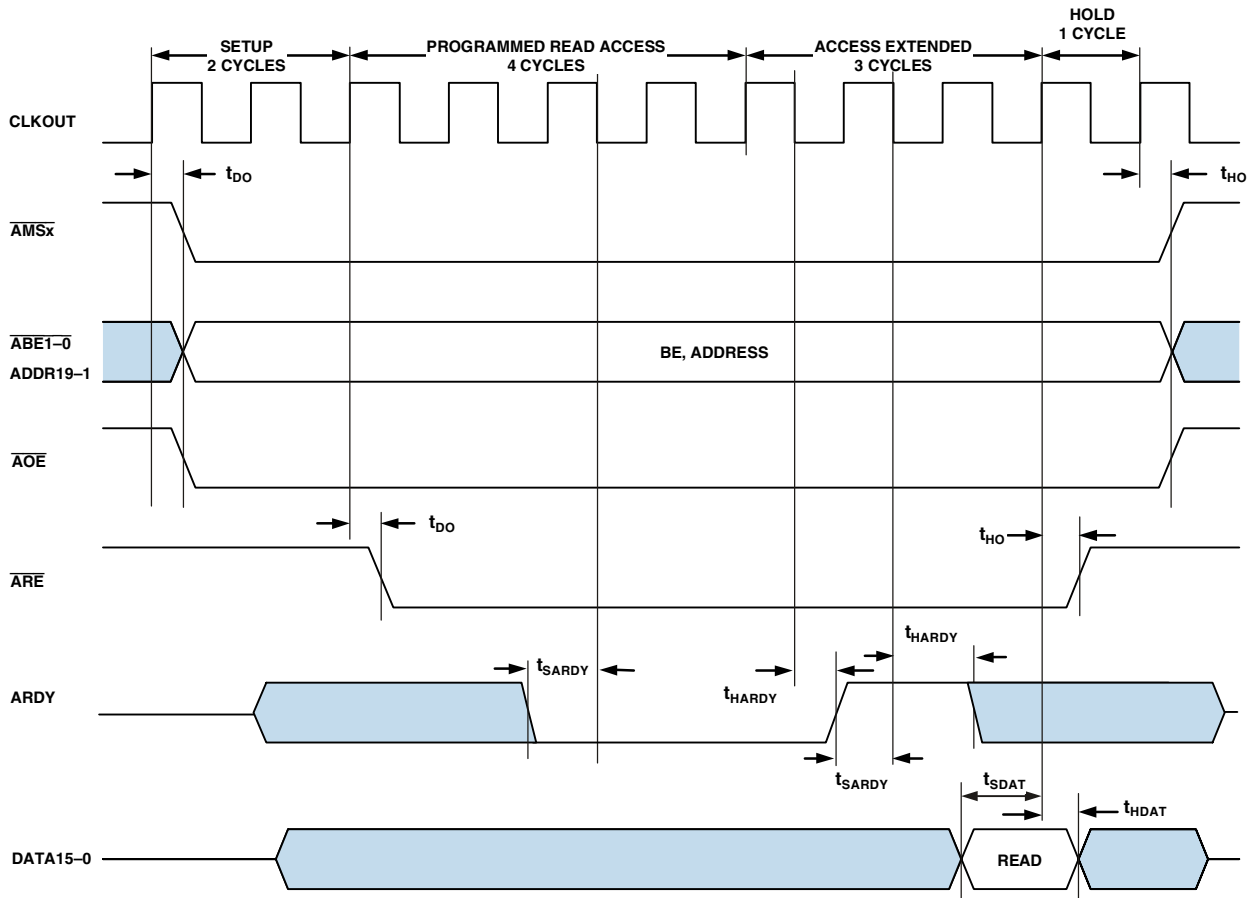 HOLD
1 CYCLE
SETUP
2 CYCLES
PROGRAMMED READ ACCESS
4 CYCLES
ACCESS EXTENDED
3 CYCLES
CLKOUT
tDO
tHO
AMSx
ABE1–0
BE, ADDRESS
ADDR19–1
AOE
tDO
tHO
ARE
tHARDY
tSARDY
ARDY
tHARDY
tSARDY
tSDAT
tHDAT
DATA15–0
READ